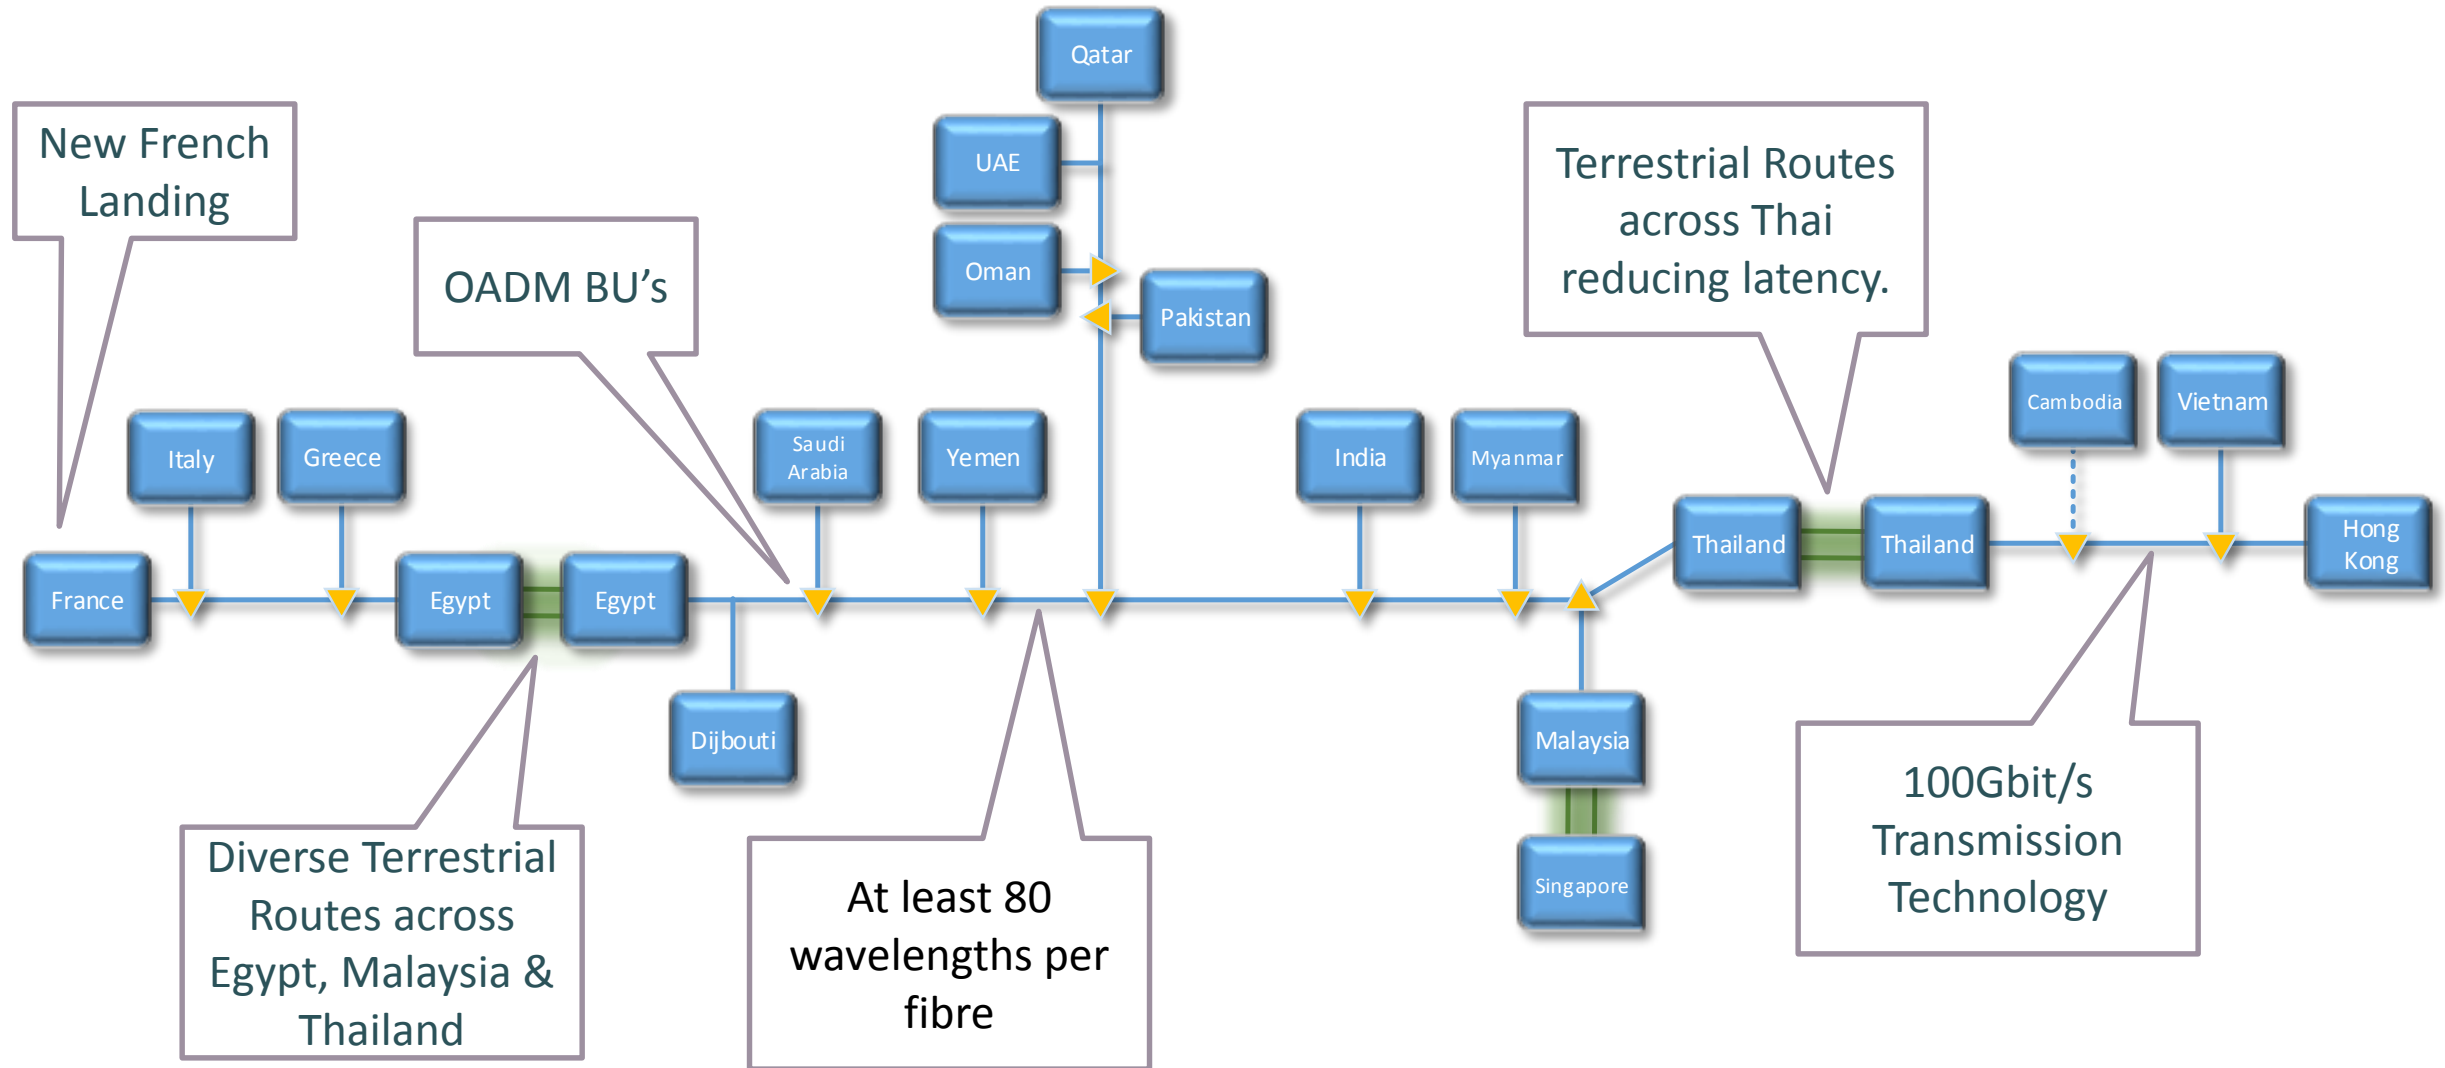 Qatar
New French
Landing
UAE
Terrestrial Routes
across Thai
reducing latency.
OADM BU's
Oman
Pakistan
Italy
Greece
Saudi
Arabia
Yemen
India
Myanmar
Cambodia
Vietnam
France
Egypt
Egypt
Thailand
Thailand
Hong
Kong
Dijbouti
Malaysia
Singapore
Diverse Terrestrial
Routes across
Egypt, Malaysia &
Thailand
At least 80
wavelengths per
fibre
100Gbit/s
Transmission
Technology